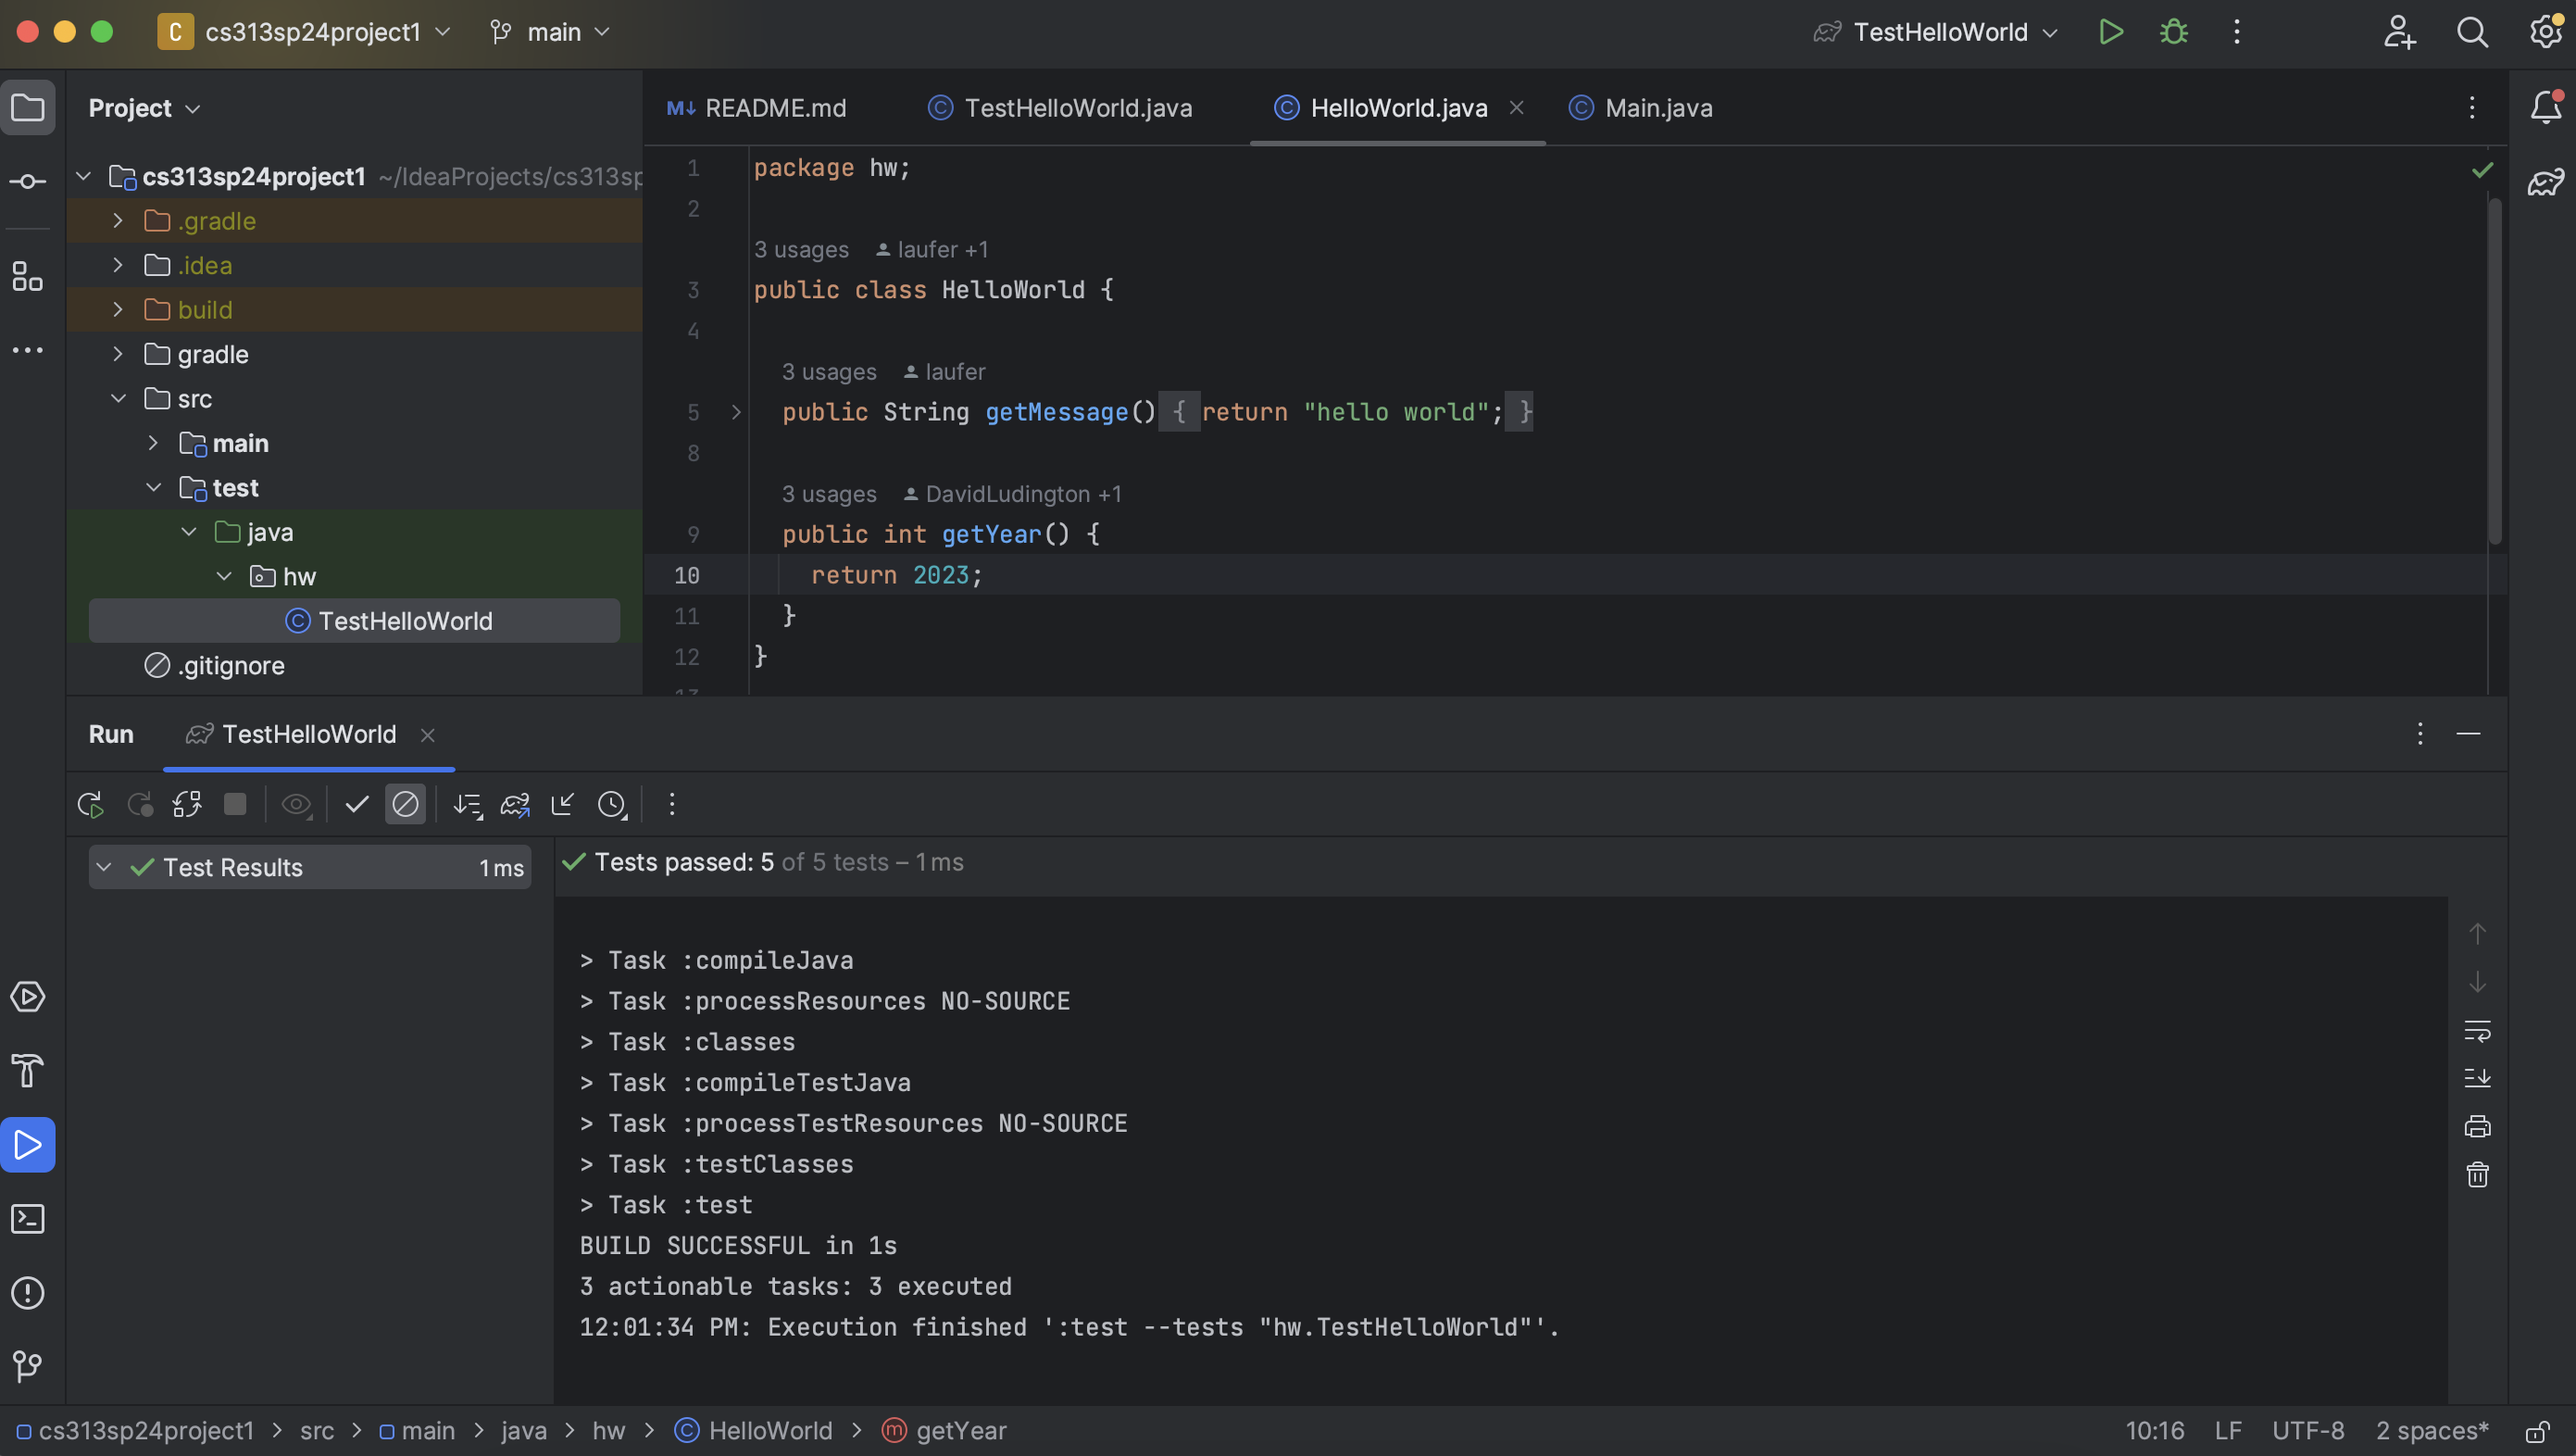 C cs313sp24project1 main TestHelloWorld
Project
cs313sp24project1 ~/IdeaProjects/cs313sp
.gradle
.idea
build
gradle
src
main
test
java
hw
C TestHelloWorld
.gitignore
M↓ README.md C TestHelloWorld.java C HelloWorld.java C Main.java
1 package hw;
2
3 usages laufer +1
3 public class HelloWorld {
4
3 usages laufer
5 public String getMessage() { return "hello world"; }
8
3 usages DavidLudington +1
9 public int getYear() {
10 return 2023;
11 }
12 }
13
Run TestHelloWorld
Test Results 1 ms
Tests passed: 5 of 5 tests – 1 ms
> Task :compileJava
> Task :processResources NO-SOURCE
> Task :classes
> Task :compileTestJava
> Task :processTestResources NO-SOURCE
> Task :testClasses
> Task :test
BUILD SUCCESSFUL in 1s
3 actionable tasks: 3 executed
12:01:34 PM: Execution finished ':test --tests "hw.TestHelloWorld"'.
cs313sp24project1 > src > main > java > hw > C HelloWorld > m getYear 10:16 LF UTF-8 2 spaces*